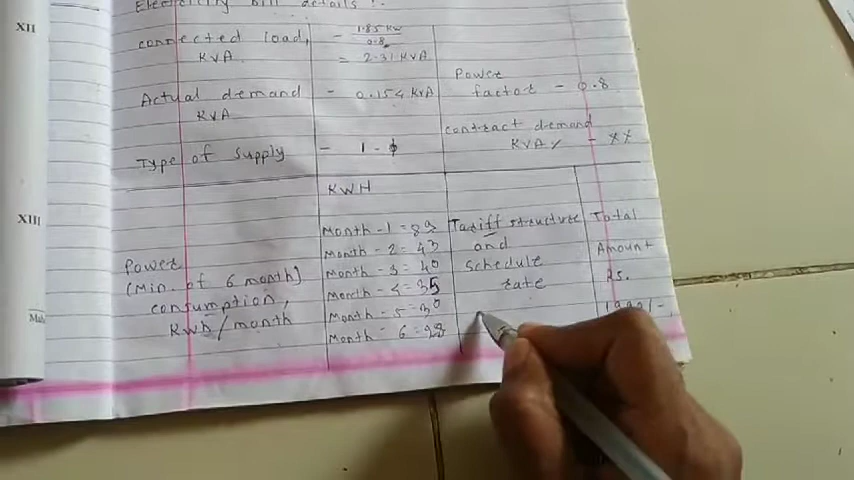 Electricity bill details :-
XII
connected load, - 1.85 KW
KVA 0.8
= 2.31 KVA
Power
Actual demand - 0.154 KVA factor - 0.8
KVA
contract demand
Type of supply - 1-ϕ KVA - XX
KWH
XIII
Month-1 = Tariff structure Total
Month-2 = 43 and Amount
Power Month-3 = 40 Schedule Rs.
(Min. of 6 month) Month-4 = 35 rate
consumption, Month-5 = 30
KWh/month Month-6 =